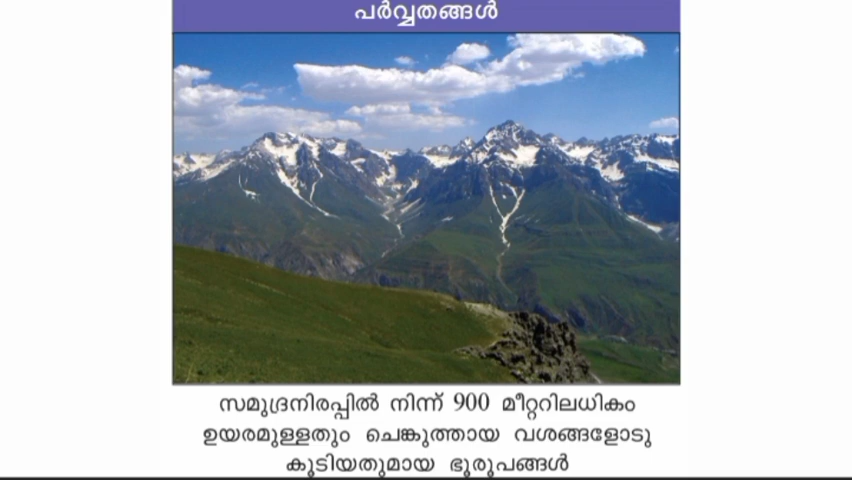 പർവ്വതങ്ങൾ
സമുദ്രനിരപ്പിൽ നിന്ന് 900 മീറ്ററിലധികം
ഉയരമുള്ളതും ചെങ്കുത്തായ വശങ്ങളോടു
കൂടിയതുമായ ഭൂരൂപങ്ങൾ